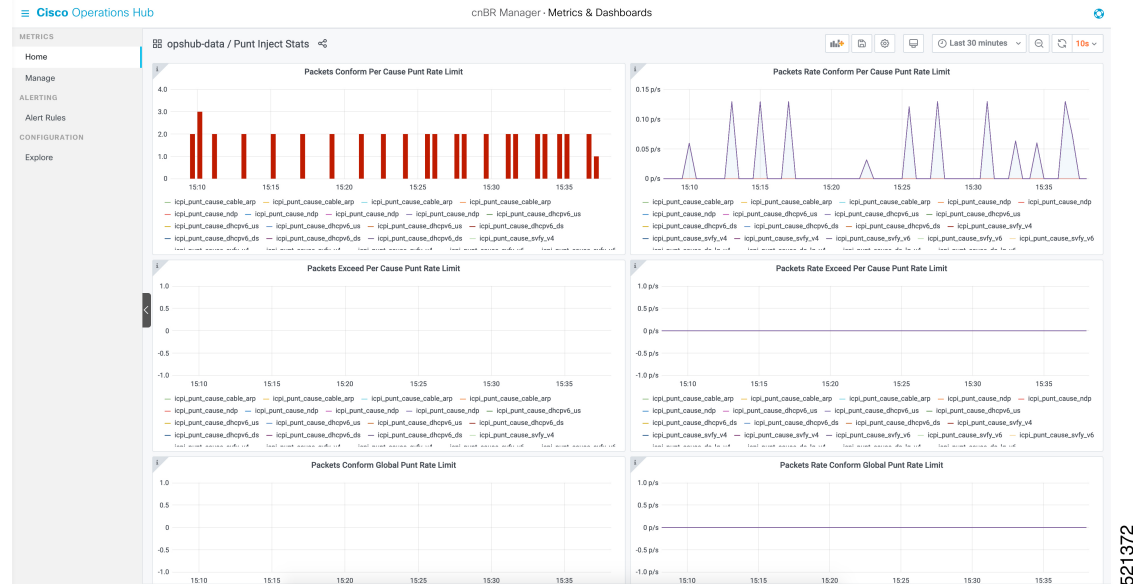 Cisco Operations Hub
cnBR Manager · Metrics & Dashboards
METRICS
Home
Manage
ALERTING
Alert Rules
CONFIGURATION
Explore
opshub-data / Punt Inject Stats
Last 30 minutes
10s
Packets Conform Per Cause Punt Rate Limit
4.0
3.0
2.0
1.0
0
15:10 15:15 15:20 15:25 15:30 15:35
icpi_punt_cause_cable_arp icpi_punt_cause_cable_arp icpi_punt_cause_cable_arp icpi_punt_cause_cable_arp
icpi_punt_cause_ndp icpi_punt_cause_ndp icpi_punt_cause_ndp icpi_punt_cause_ndp icpi_punt_cause_dhcpv6_us
icpi_punt_cause_dhcpv6_us icpi_punt_cause_dhcpv6_us icpi_punt_cause_dhcpv6_us icpi_punt_cause_dhcpv6_ds
icpi_punt_cause_dhcpv6_ds icpi_punt_cause_dhcpv6_ds icpi_punt_cause_dhcpv6_ds icpi_punt_cause_svfy_v4
Packets Rate Conform Per Cause Punt Rate Limit
0.15 p/s
0.10 p/s
0.05 p/s
0 p/s
15:10 15:15 15:20 15:25 15:30 15:35
icpi_punt_cause_cable_arp icpi_punt_cause_cable_arp icpi_punt_cause_cable_arp icpi_punt_cause_ndp icpi_punt_cause_ndp
icpi_punt_cause_ndp icpi_punt_cause_dhcpv6_us icpi_punt_cause_dhcpv6_us icpi_punt_cause_dhcpv6_us
icpi_punt_cause_dhcpv6_ds icpi_punt_cause_dhcpv6_ds icpi_punt_cause_dhcpv6_ds icpi_punt_cause_svfy_v4
icpi_punt_cause_svfy_v4 icpi_punt_cause_svfy_v4 icpi_punt_cause_svfy_v6 icpi_punt_cause_svfy_v6 icpi_punt_cause_svfy_v6
Packets Exceed Per Cause Punt Rate Limit
1.0
0.5
0
-0.5
-1.0
15:10 15:15 15:20 15:25 15:30 15:35
icpi_punt_cause_cable_arp icpi_punt_cause_cable_arp icpi_punt_cause_cable_arp icpi_punt_cause_cable_arp
icpi_punt_cause_ndp icpi_punt_cause_ndp icpi_punt_cause_ndp icpi_punt_cause_ndp icpi_punt_cause_dhcpv6_us
icpi_punt_cause_dhcpv6_us icpi_punt_cause_dhcpv6_us icpi_punt_cause_dhcpv6_us icpi_punt_cause_dhcpv6_ds
icpi_punt_cause_dhcpv6_ds icpi_punt_cause_dhcpv6_ds icpi_punt_cause_dhcpv6_ds icpi_punt_cause_svfy_v4
Packets Rate Exceed Per Cause Punt Rate Limit
1.0 p/s
0.5 p/s
0 p/s
-0.5 p/s
-1.0 p/s
15:10 15:15 15:20 15:25 15:30 15:35
icpi_punt_cause_cable_arp icpi_punt_cause_cable_arp icpi_punt_cause_cable_arp icpi_punt_cause_ndp icpi_punt_cause_ndp
icpi_punt_cause_ndp icpi_punt_cause_dhcpv6_us icpi_punt_cause_dhcpv6_us icpi_punt_cause_dhcpv6_us
icpi_punt_cause_dhcpv6_ds icpi_punt_cause_dhcpv6_ds icpi_punt_cause_dhcpv6_ds icpi_punt_cause_svfy_v4
icpi_punt_cause_svfy_v4 icpi_punt_cause_svfy_v4 icpi_punt_cause_svfy_v6 icpi_punt_cause_svfy_v6 icpi_punt_cause_svfy_v6
Packets Conform Global Punt Rate Limit
1.0
0.5
0
-0.5
-1.0
15:10 15:15 15:20 15:25 15:30 15:35
Packets Rate Conform Global Punt Rate Limit
1.0 p/s
0.5 p/s
0 p/s
-0.5 p/s
-1.0 p/s
15:10 15:15 15:20 15:25 15:30 15:35
521372